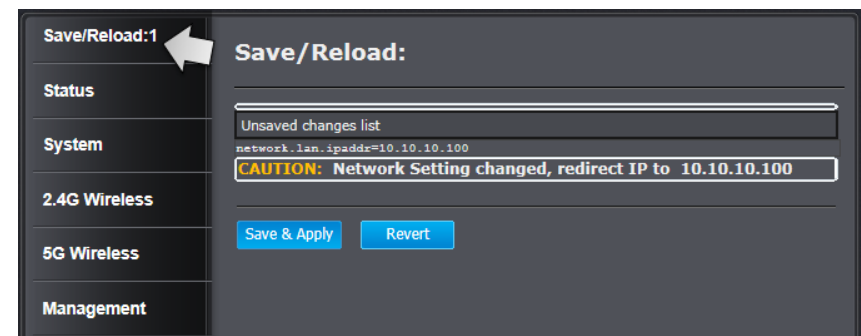 Save/Reload:1
Status
System
2.4G Wireless
5G Wireless
Management
Save/Reload:
Unsaved changes list
network.lan.ipaddr=10.10.10.100
CAUTION: Network Setting changed, redirect IP to 10.10.10.100
Save & Apply
Revert